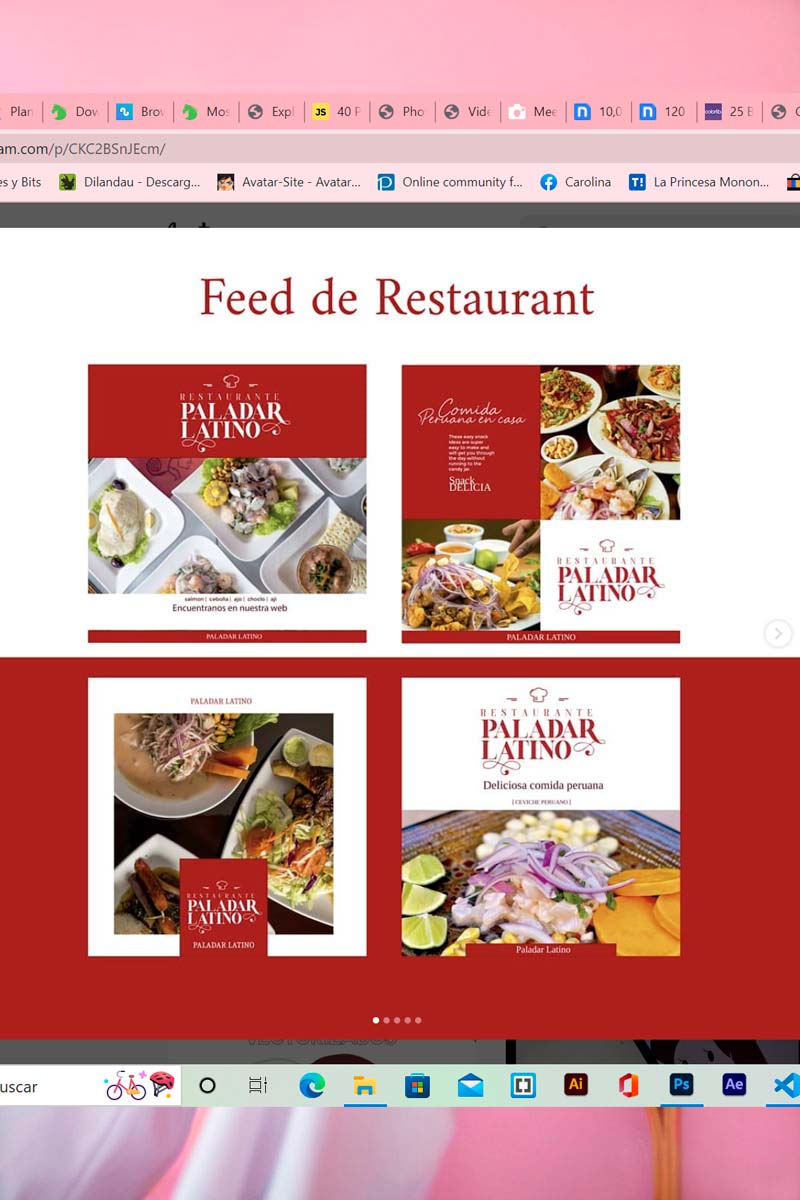 Plan
Dow
Brow
Mos
Expl
JS
40 P
Pho
Vide
Mee
10,0
120
25 E
am.com/p/CKC2BSnJEcm/
es y Bits
Dilandau - Descarg...
Avatar-Site - Avatar...
Online community f...
Carolina
T!
La Princesa Monon...
Feed de Restaurant
RESTAURANTE
PALADAR
LATINO
salmon | cebolla | ajo | choclo | aji
Encuentranos en nuestra web
PALADAR LATINO
Comida
Peruana en casa
These easy snack
ideas are super
easy to make and
will get you through
the day without
running to the
candy jar.
Snack
DELICIA
RESTAURANTE
PALADAR
LATINO
PALADAR LATINO
PALADAR LATINO
RESTAURANTE
PALADAR
LATINO
PALADAR LATINO
RESTAURANTE
PALADAR
LATINO
Deliciosa comida peruana
[ CEVICHE PERUANO ]
Paladar Latino
VECTORIZADOS
uscar
Ai
Ps
Ae